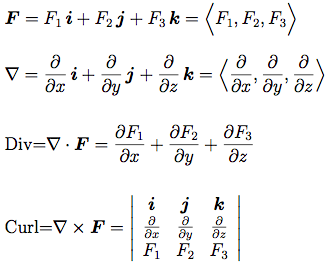 F = F₁ i + F₂ j + F₃ k = ⟨F₁, F₂, F₃⟩
∇ = ∂/∂x i + ∂/∂y j + ∂/∂z k = ⟨∂/∂x, ∂/∂y, ∂/∂z⟩
Div=∇ · F = ∂F₁/∂x + ∂F₂/∂y + ∂F₃/∂z
Curl=∇ × F = | i j k |
| ∂/∂x ∂/∂y ∂/∂z |
| F₁ F₂ F₃ |